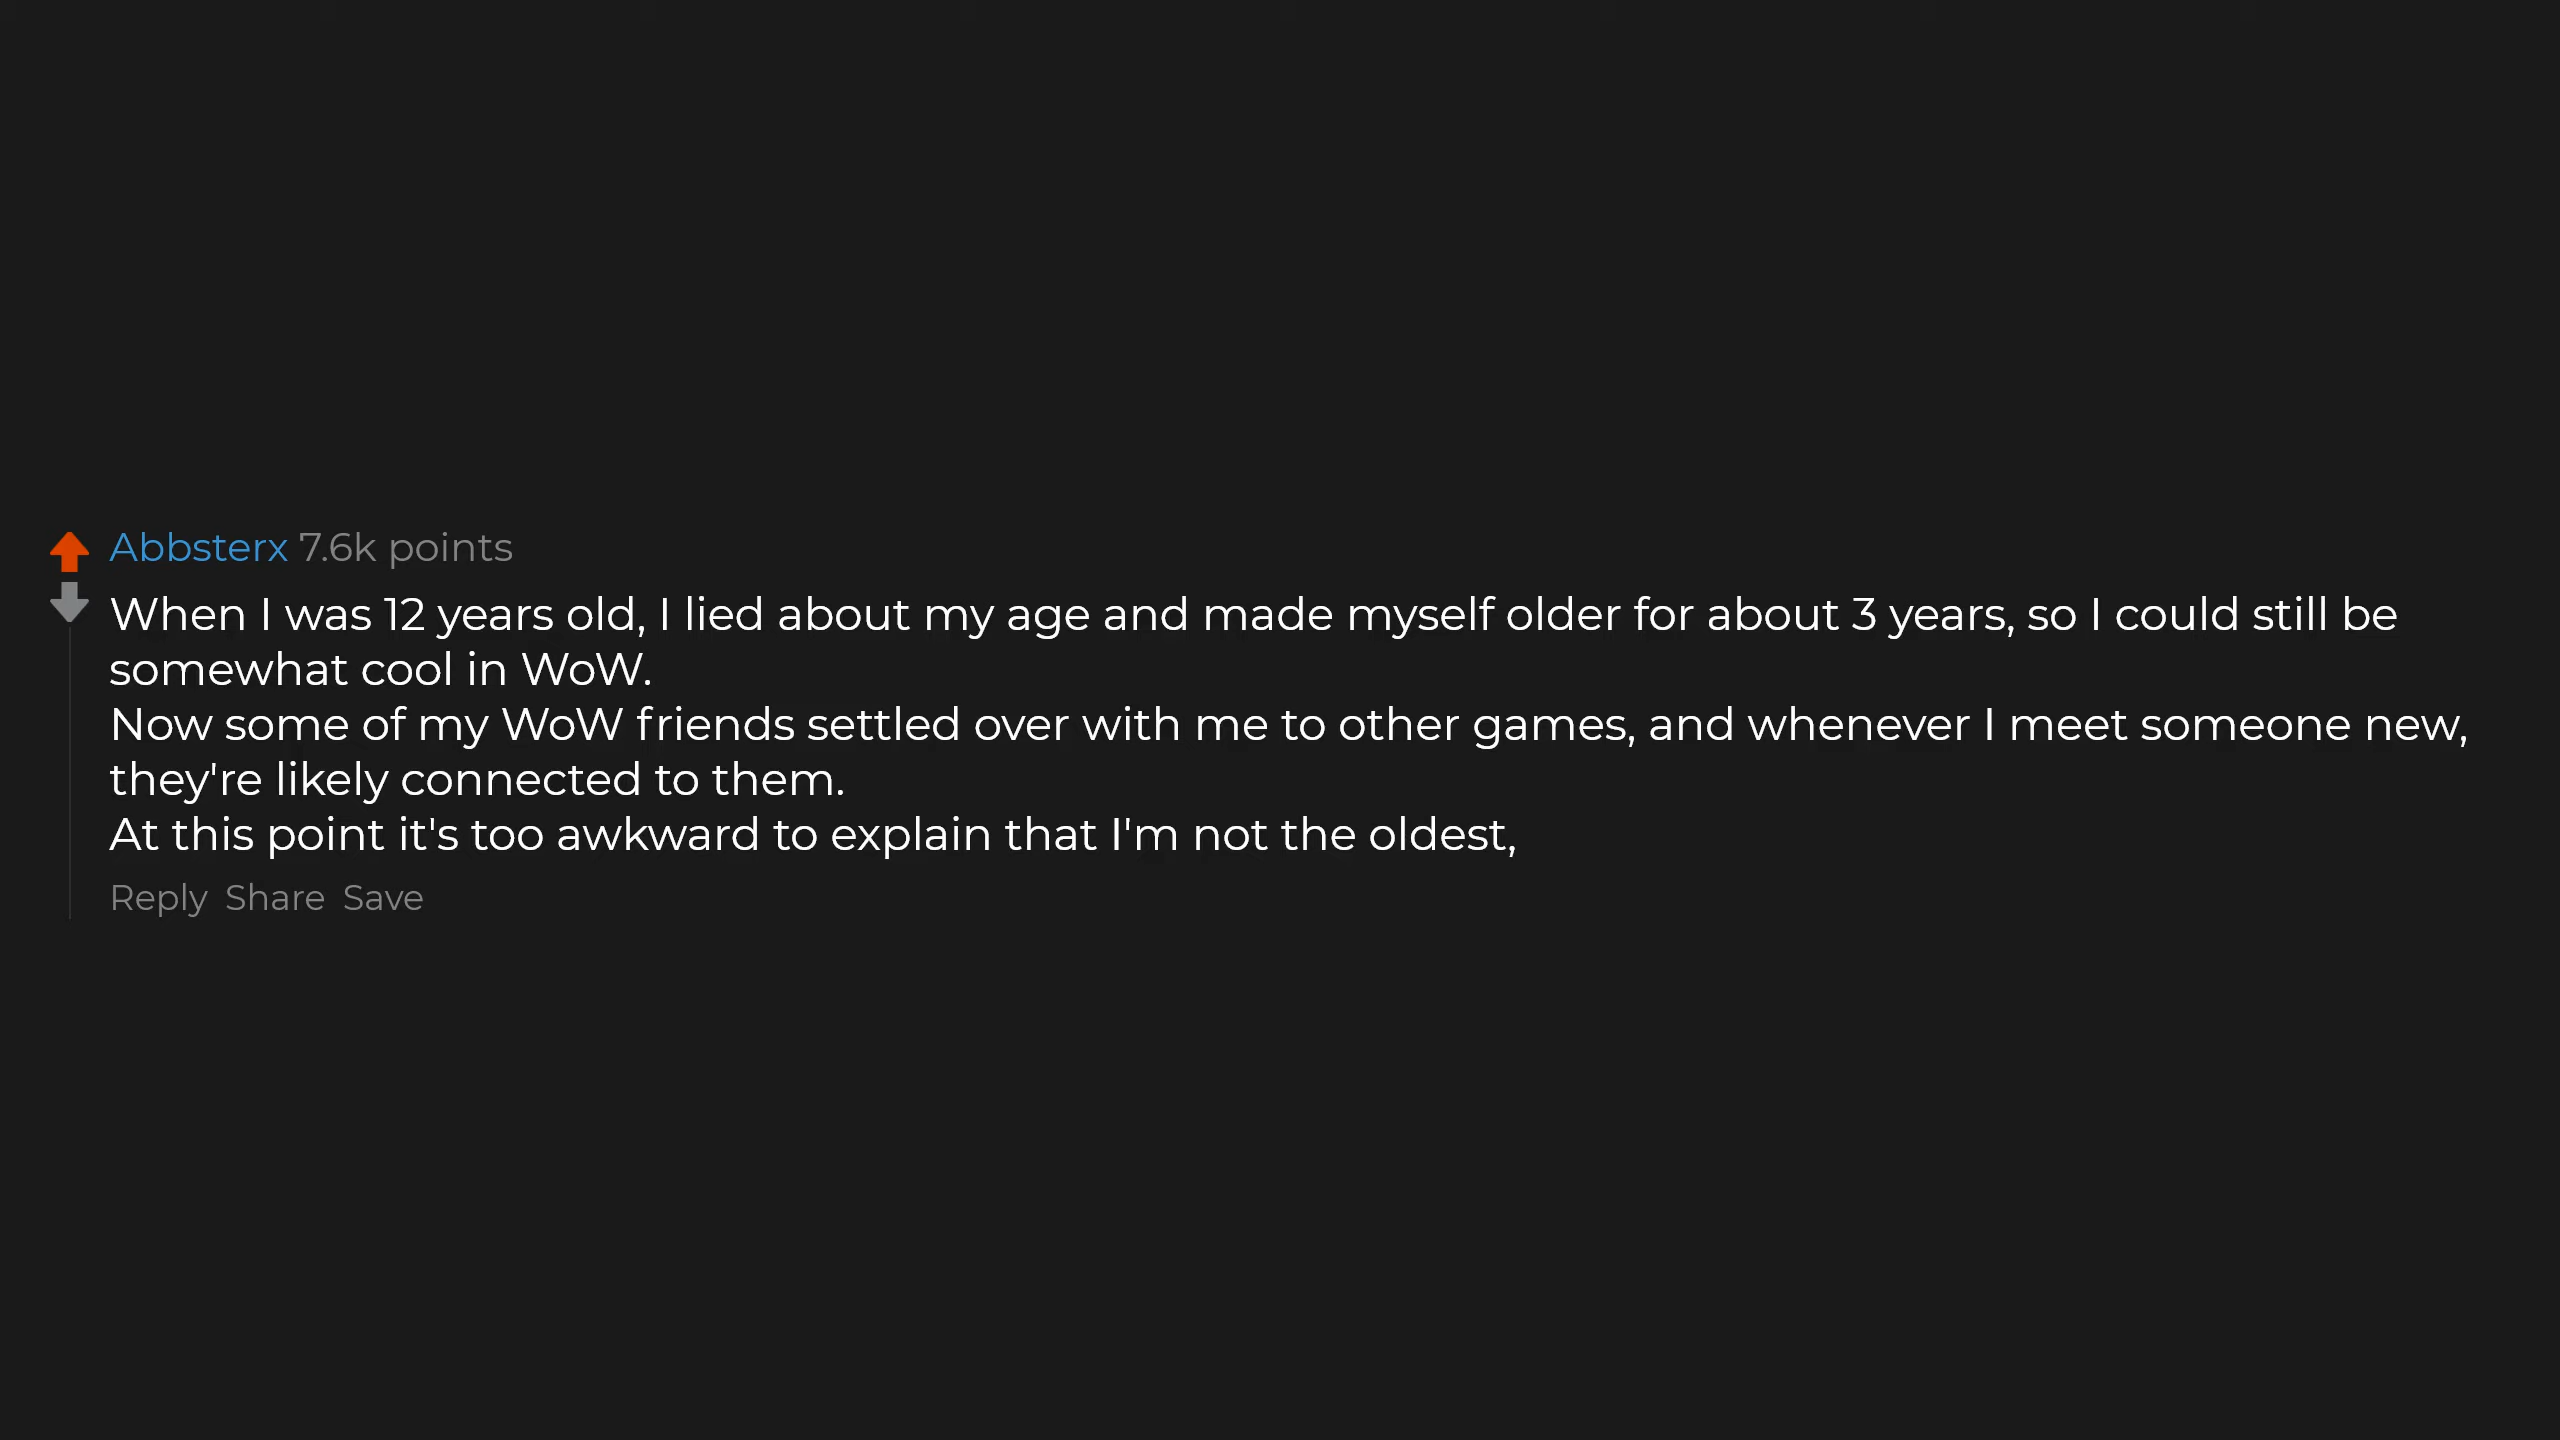 Abbsterx 7.6k points
When I was 12 years old, I lied about my age and made myself older for about 3 years, so I could still be
somewhat cool in WoW.
Now some of my WoW friends settled over with me to other games, and whenever I meet someone new,
they're likely connected to them.
At this point it's too awkward to explain that I'm not the oldest,
Reply Share Save